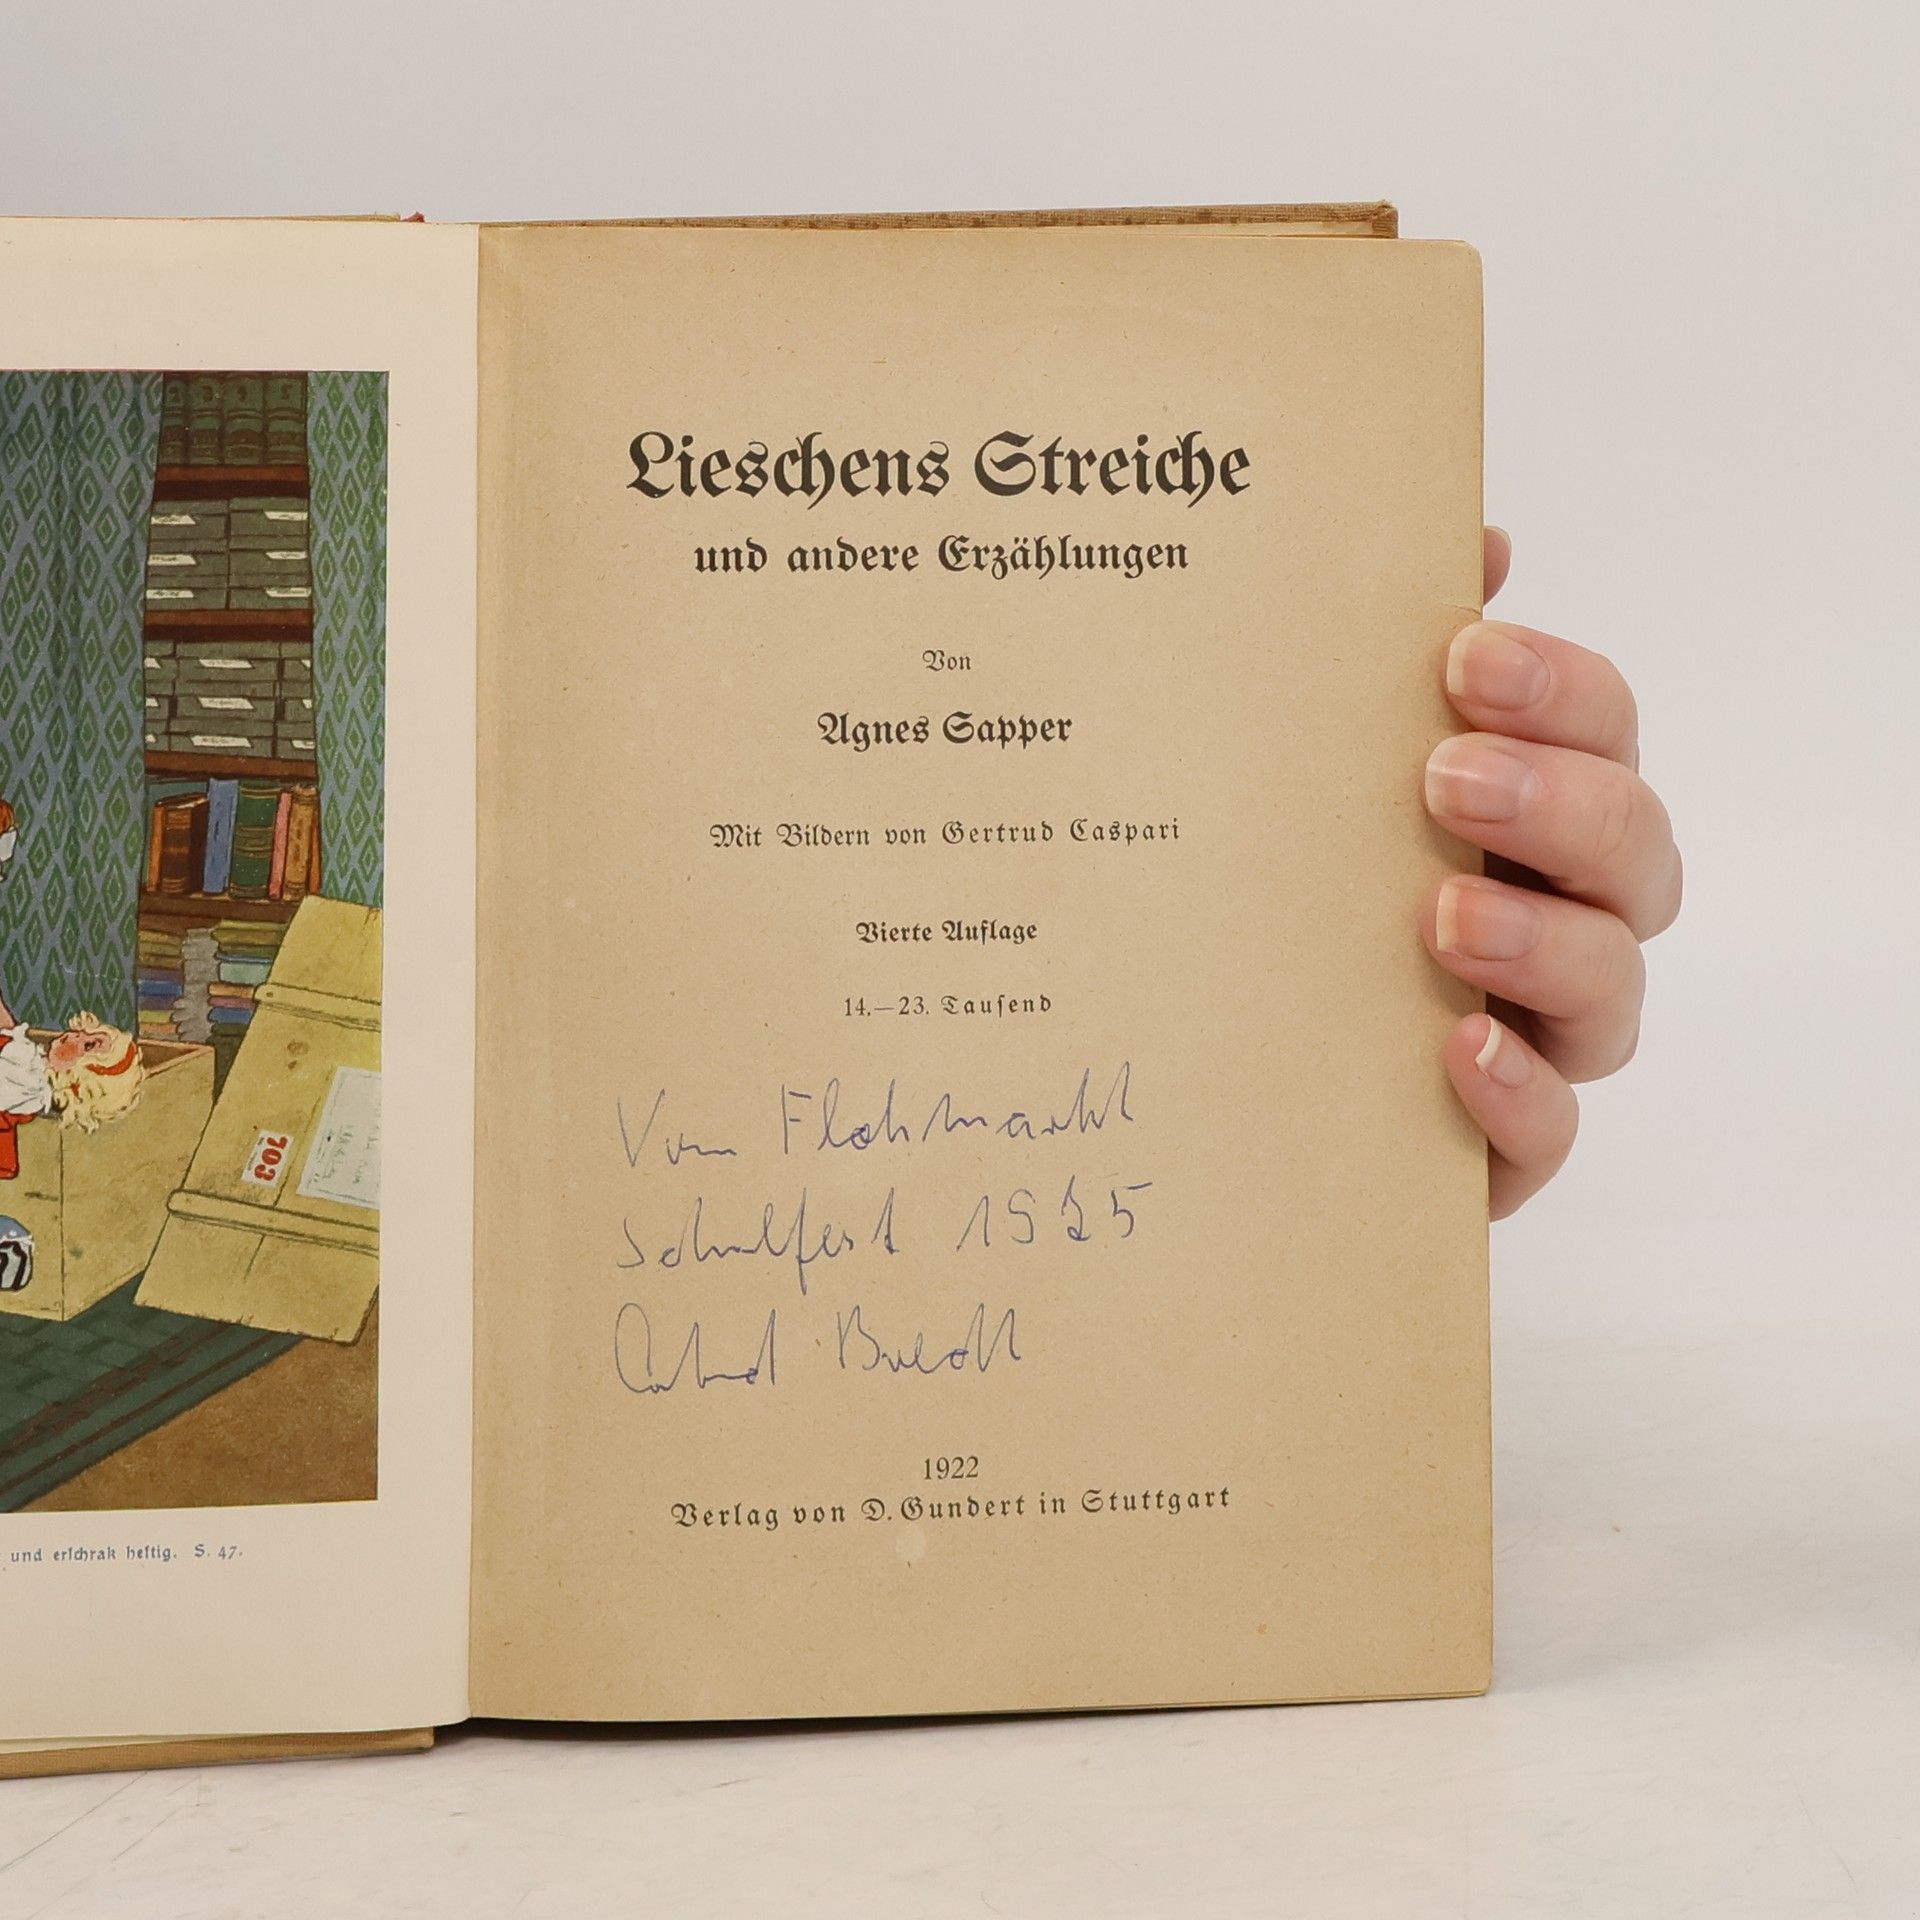 Lieschens Streiche
und andere Erzählungen
Von
Agnes Sapper
Mit Bildern von Gertrud Caspari
Vierte Auflage
14.—23. Tausend
Vom Flohmarkt
Schulfest
1922
Verlag von D. Gundert in Stuttgart
und erschrak heftig. S. 47.
703